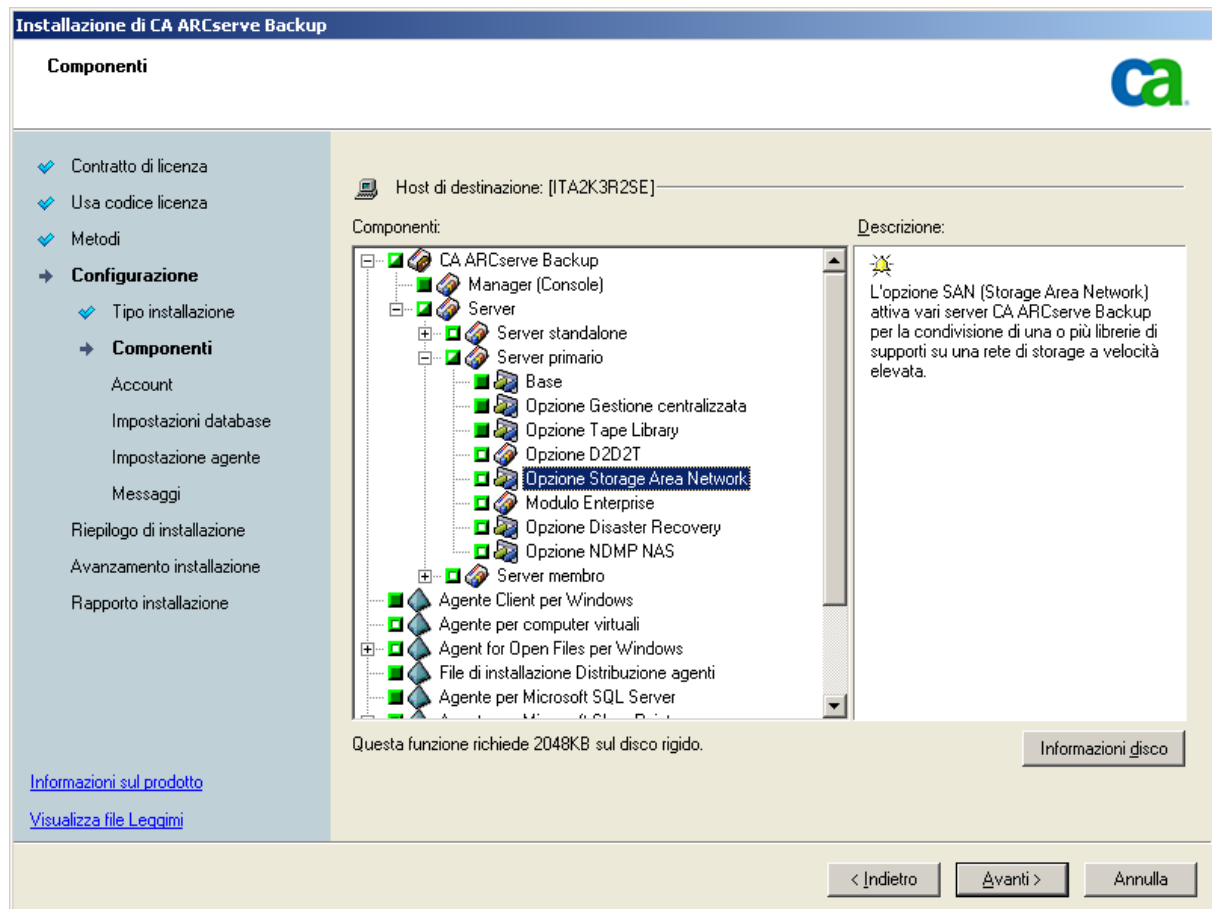 Installazione di CA ARCserve Backup
Componenti
ca
Contratto di licenza
Usa codice licenza
Metodi
Configurazione
Tipo installazione
Componenti
Account
Impostazioni database
Impostazione agente
Messaggi
Riepilogo di installazione
Avanzamento installazione
Rapporto installazione
Informazioni sul prodotto
Visualizza file Leggimi
Host di destinazione: [ITA2K3R2SE]
Componenti:
CA ARCserve Backup
Manager (Console)
Server
Server standalone
Server primario
Base
Opzione Gestione centralizzata
Opzione Tape Library
Opzione D2D2T
Opzione Storage Area Network
Modulo Enterprise
Opzione Disaster Recovery
Opzione NDMP NAS
Server membro
Agente Client per Windows
Agente per computer virtuali
Agent for Open Files per Windows
File di installazione Distribuzione agenti
Agente per Microsoft SQL Server
Descrizione:
L'opzione SAN (Storage Area Network)
attiva vari server CA ARCserve Backup
per la condivisione di una o più librerie di
supporti su una rete di storage a velocità
elevata.
Questa funzione richiede 2048KB sul disco rigido.
Informazioni disco
< Indietro
Avanti >
Annulla